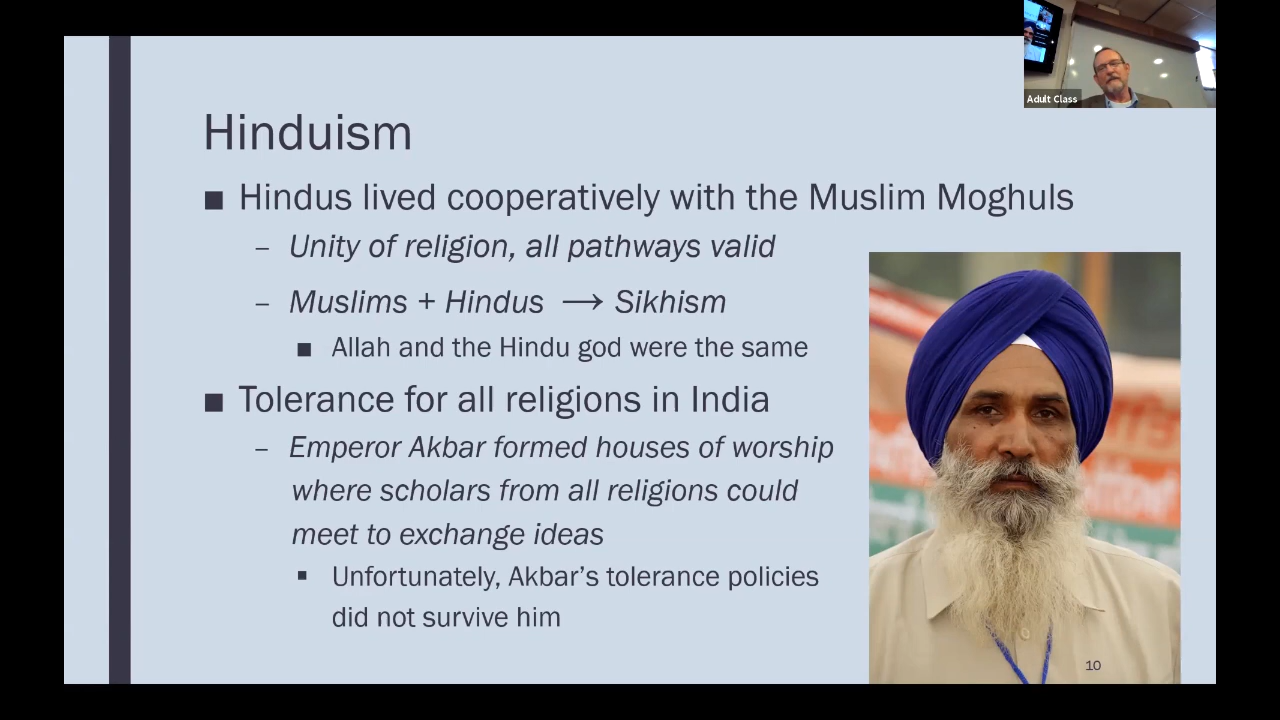 Adult Class
Hinduism
■ Hindus lived cooperatively with the Muslim Moghuls
– Unity of religion, all pathways valid
– Muslims + Hindus → Sikhism
■ Allah and the Hindu god were the same
■ Tolerance for all religions in India
– Emperor Akbar formed houses of worship
where scholars from all religions could
meet to exchange ideas
▪ Unfortunately, Akbar’s tolerance policies
did not survive him
10